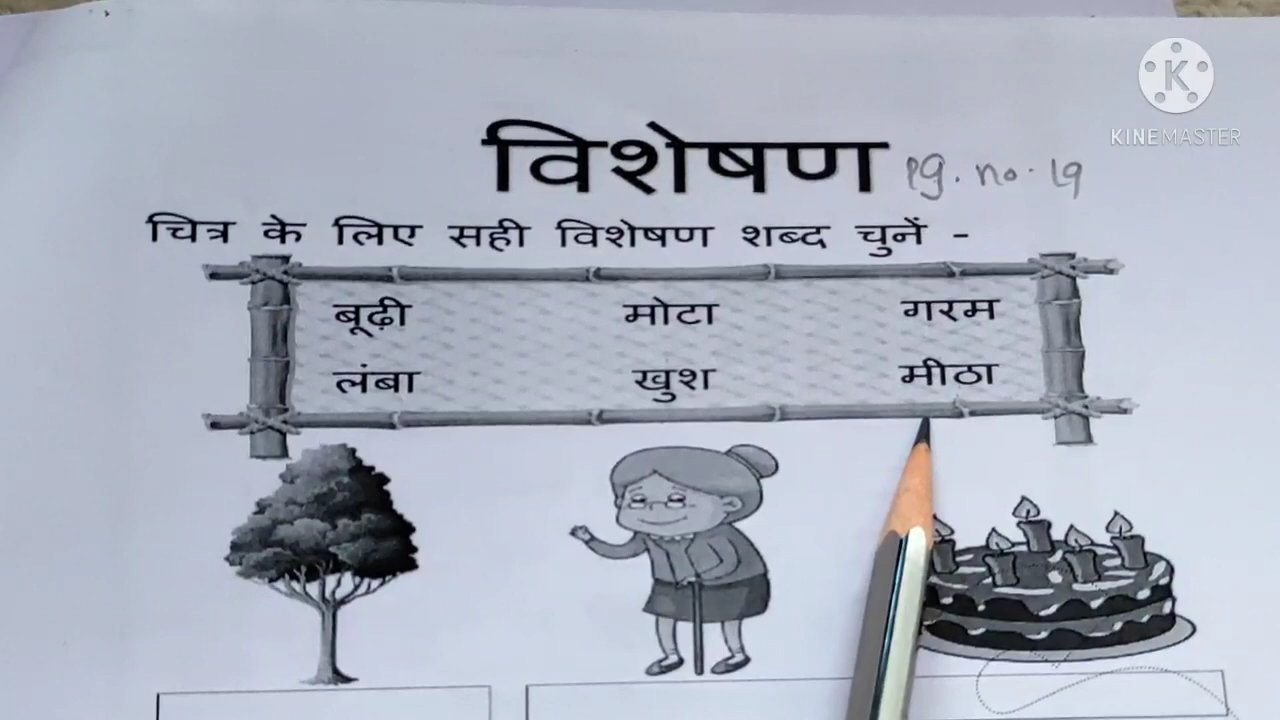 KINEMASTER
विशेषण pg. no. 19
चित्र के लिए सही विशेषण शब्द चुनें -
बूढ़ी मोटा गरम
लंबा खुश मीठा